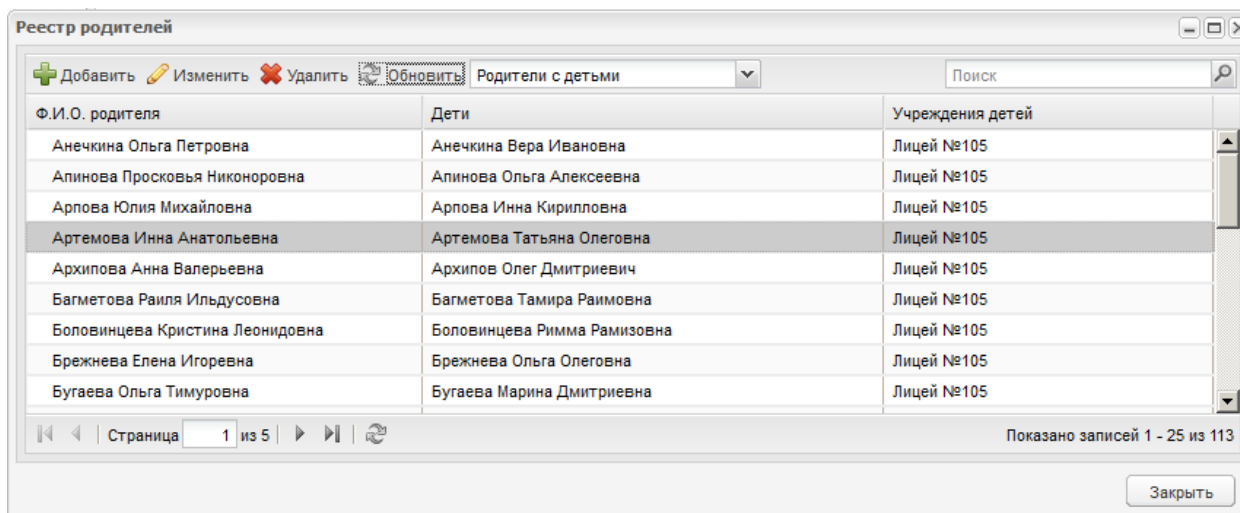 Реестр родителей
Добавить Изменить Удалить Обновить Родители с детьми Поиск
Ф.И.О. родителя Дети Учреждения детей
Анечкина Ольга Петровна Анечкина Вера Ивановна Лицей №105
Апинова Просковья Никоноровна Апинова Ольга Алексеевна Лицей №105
Арпова Юлия Михайловна Арпова Инна Кирилловна Лицей №105
Артемова Инна Анатольевна Артемова Татьяна Олеговна Лицей №105
Архипова Анна Валерьевна Архипов Олег Дмитриевич Лицей №105
Багметова Раиля Ильдусовна Багметова Тамира Раимовна Лицей №105
Боловинцева Кристина Леонидовна Боловинцева Римма Рамизовна Лицей №105
Брежнева Елена Игоревна Брежнева Ольга Олеговна Лицей №105
Бугаева Ольга Тимуровна Бугаева Марина Дмитриевна Лицей №105
Страница 1 из 5 Показано записей 1 - 25 из 113
Закрыть